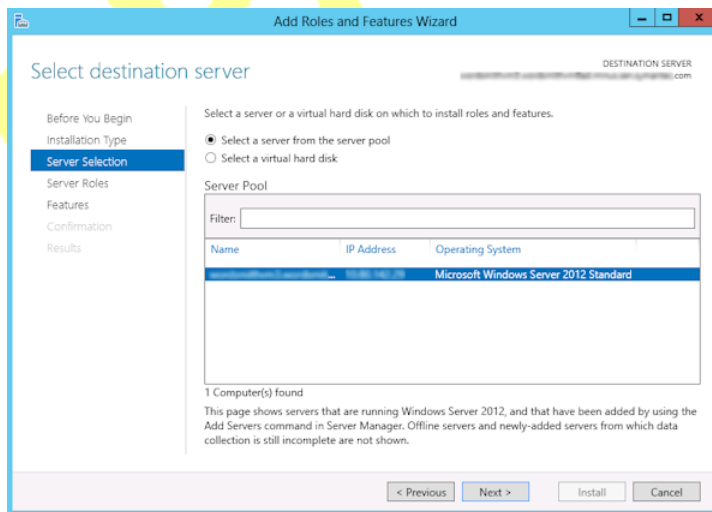 Add Roles and Features Wizard
Select destination server
DESTINATION SERVER
.com
Before You Begin
Installation Type
Server Selection
Server Roles
Features
Confirmation
Results
Select a server or a virtual hard disk on which to install roles and features.
Select a server from the server pool
Select a virtual hard disk
Server Pool
Filter:
Name IP Address Operating System
Microsoft Windows Server 2012 Standard
1 Computer(s) found
This page shows servers that are running Windows Server 2012, and that have been added by using the
Add Servers command in Server Manager. Offline servers and newly-added servers from which data
collection is still incomplete are not shown.
< Previous Next > Install Cancel